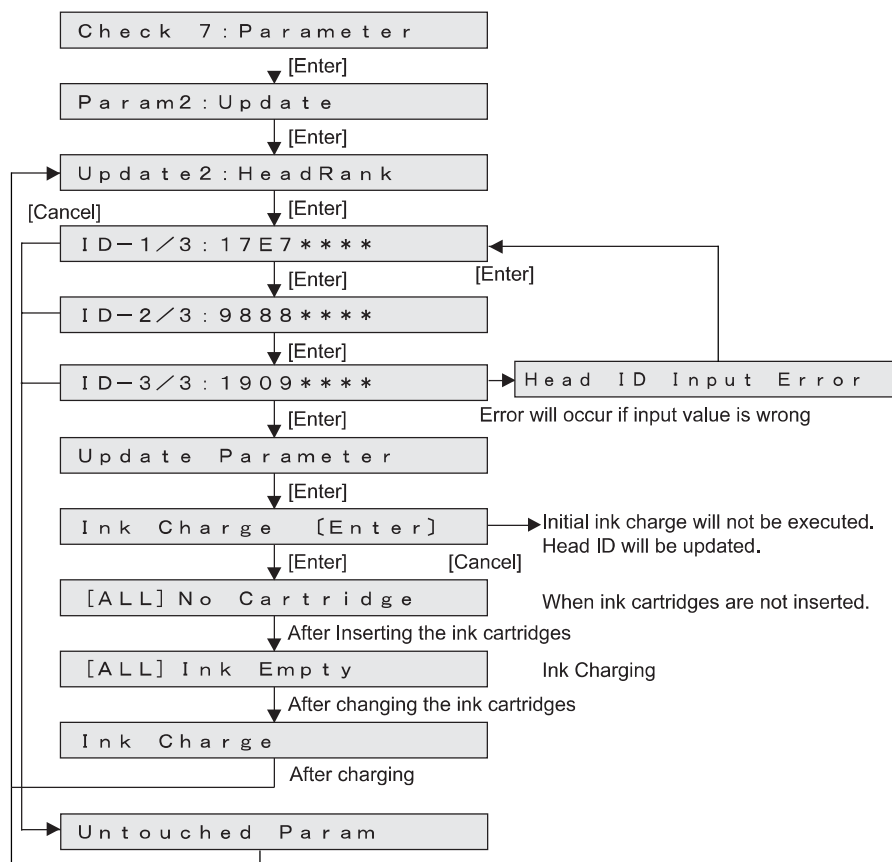 Check 7:Parameter
[Enter]
Param2:Update
[Enter]
Update2:HeadRank
[Enter]
[Cancel]
ID-1/3:17E7****
[Enter]
[Enter]
ID-2/3:9888****
[Enter]
ID-3/3:1909****
Head ID Input Error
Error will occur if input value is wrong
[Enter]
Update Parameter
[Enter]
Ink Charge [Enter]
Initial ink charge will not be executed.
Head ID will be updated.
[Enter]
[Cancel]
[ALL]No Cartridge
When ink cartridges are not inserted.
After Inserting the ink cartridges
[ALL]Ink Empty
Ink Charging
After changing the ink cartridges
Ink Charge
After charging
Untouched Param